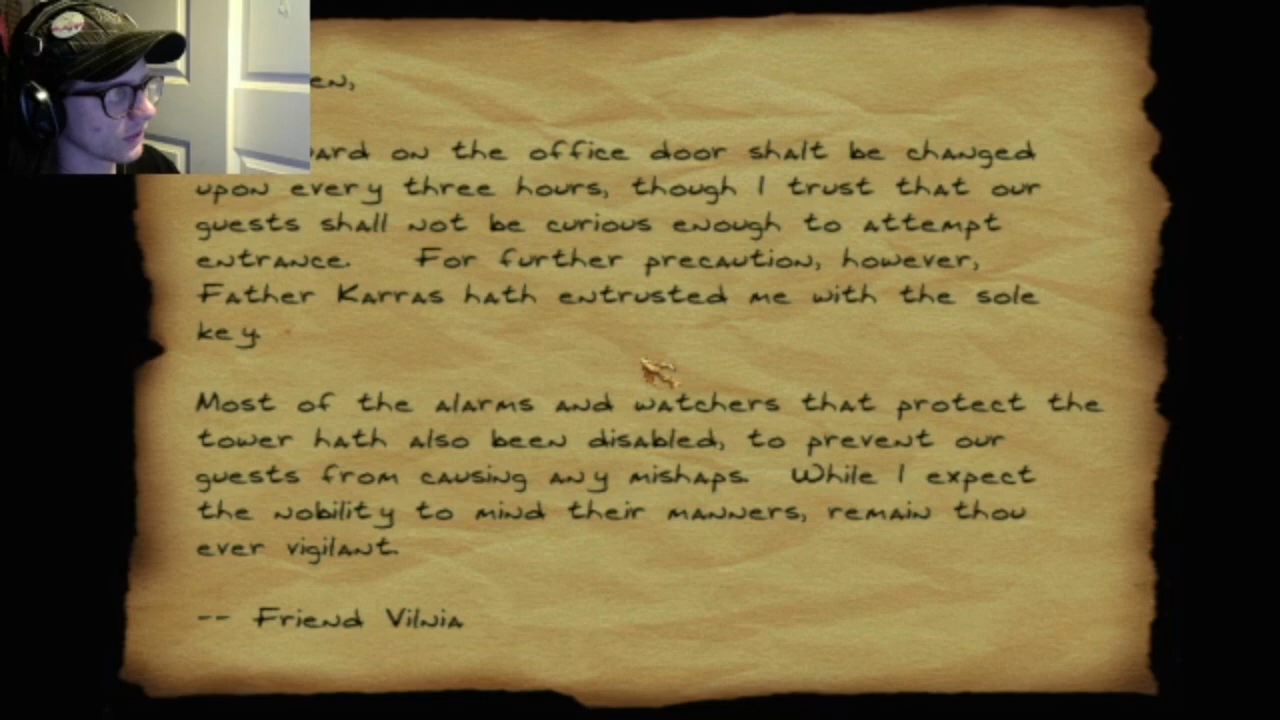 on the office door shalt be changed
upon every three hours, though I trust that our
guests shall not be curious enough to attempt
entrance. For further precaution, however,
Father Karras hath entrusted me with the sole
key.
Most of the alarms and watchers that protect the
tower hath also been disabled, to prevent our
guests from causing any mishaps. While I expect
the nobility to mind their manners, remain thou
ever vigilant.
-- Friend Vilnia